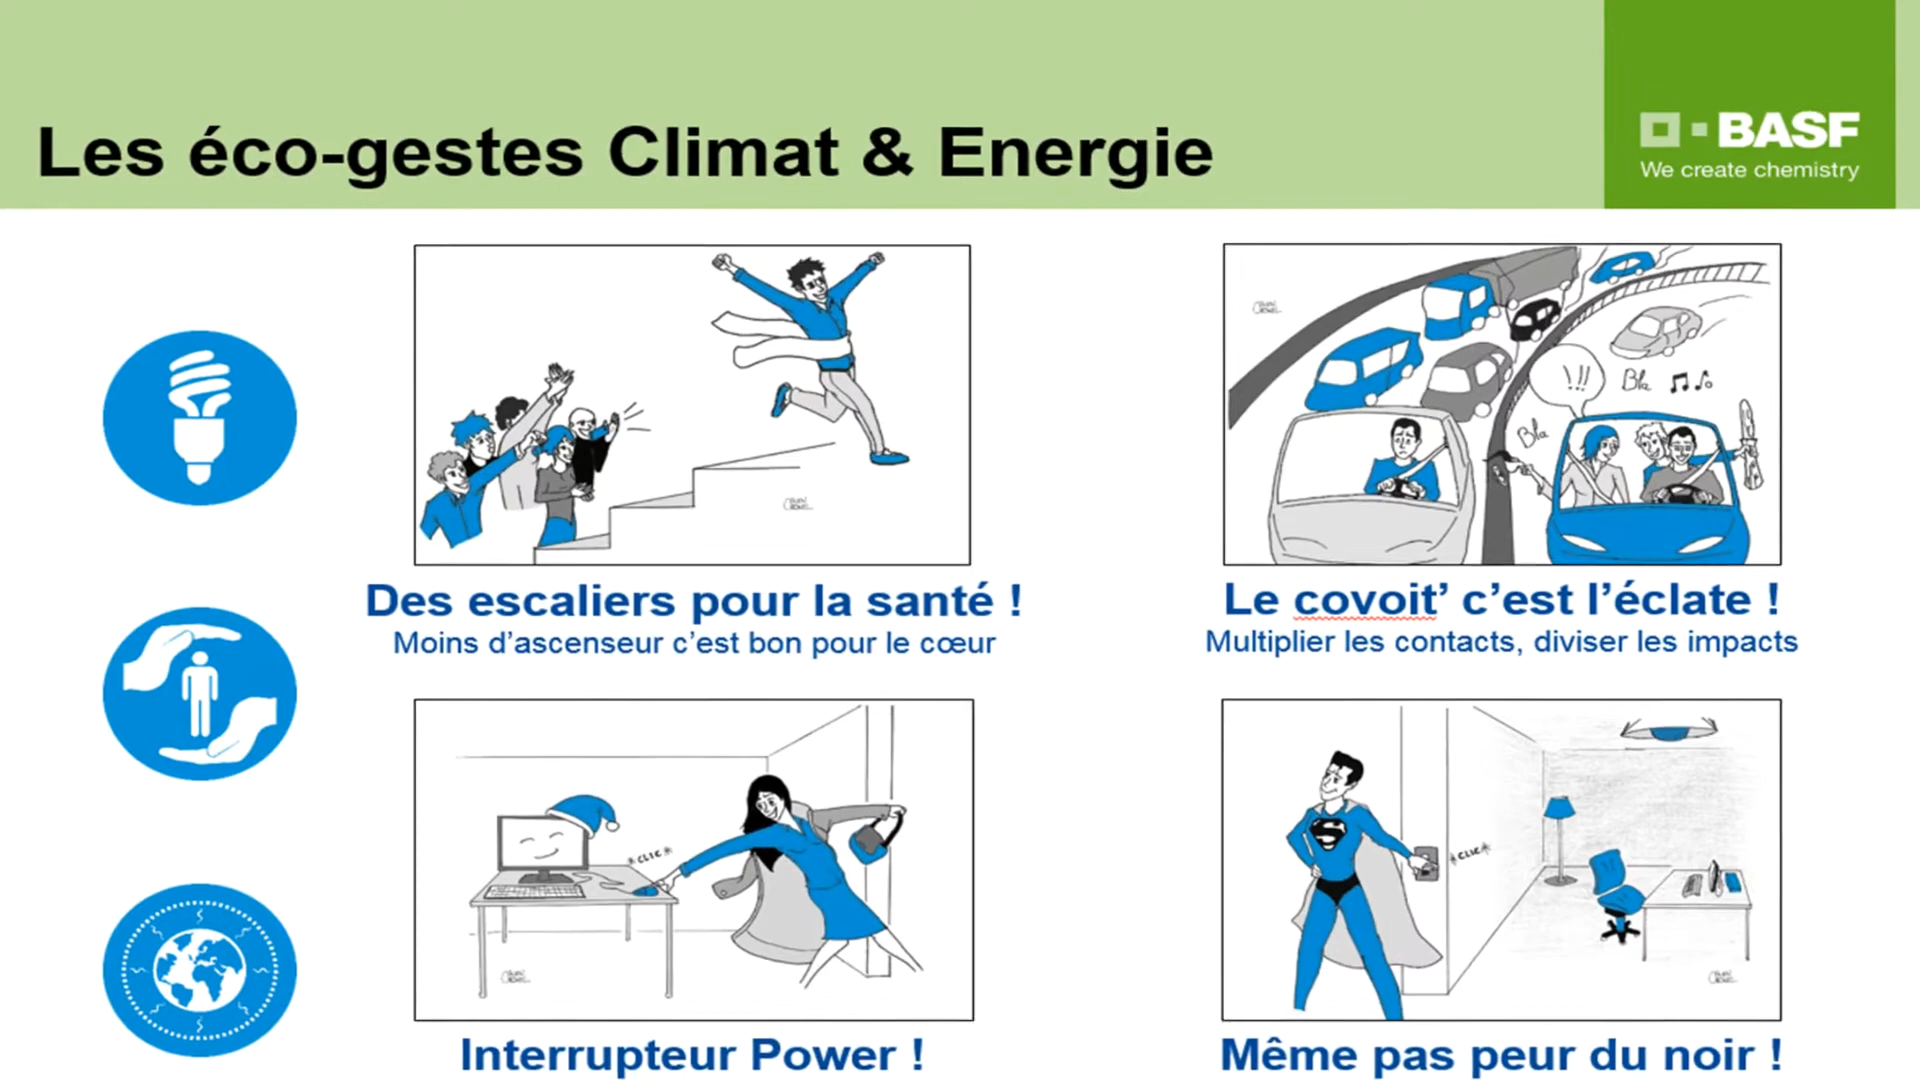 Les éco-gestes Climat & Energie
BASF
We create chemistry
Des escaliers pour la santé !
Moins d’ascenseur c’est bon pour le cœur
!!!
Bla
Bla
Le covoit’ c’est l’éclate !
Multiplier les contacts, diviser les impacts
*CLIC*
Interrupteur Power !
*CLIC*
Même pas peur du noir !